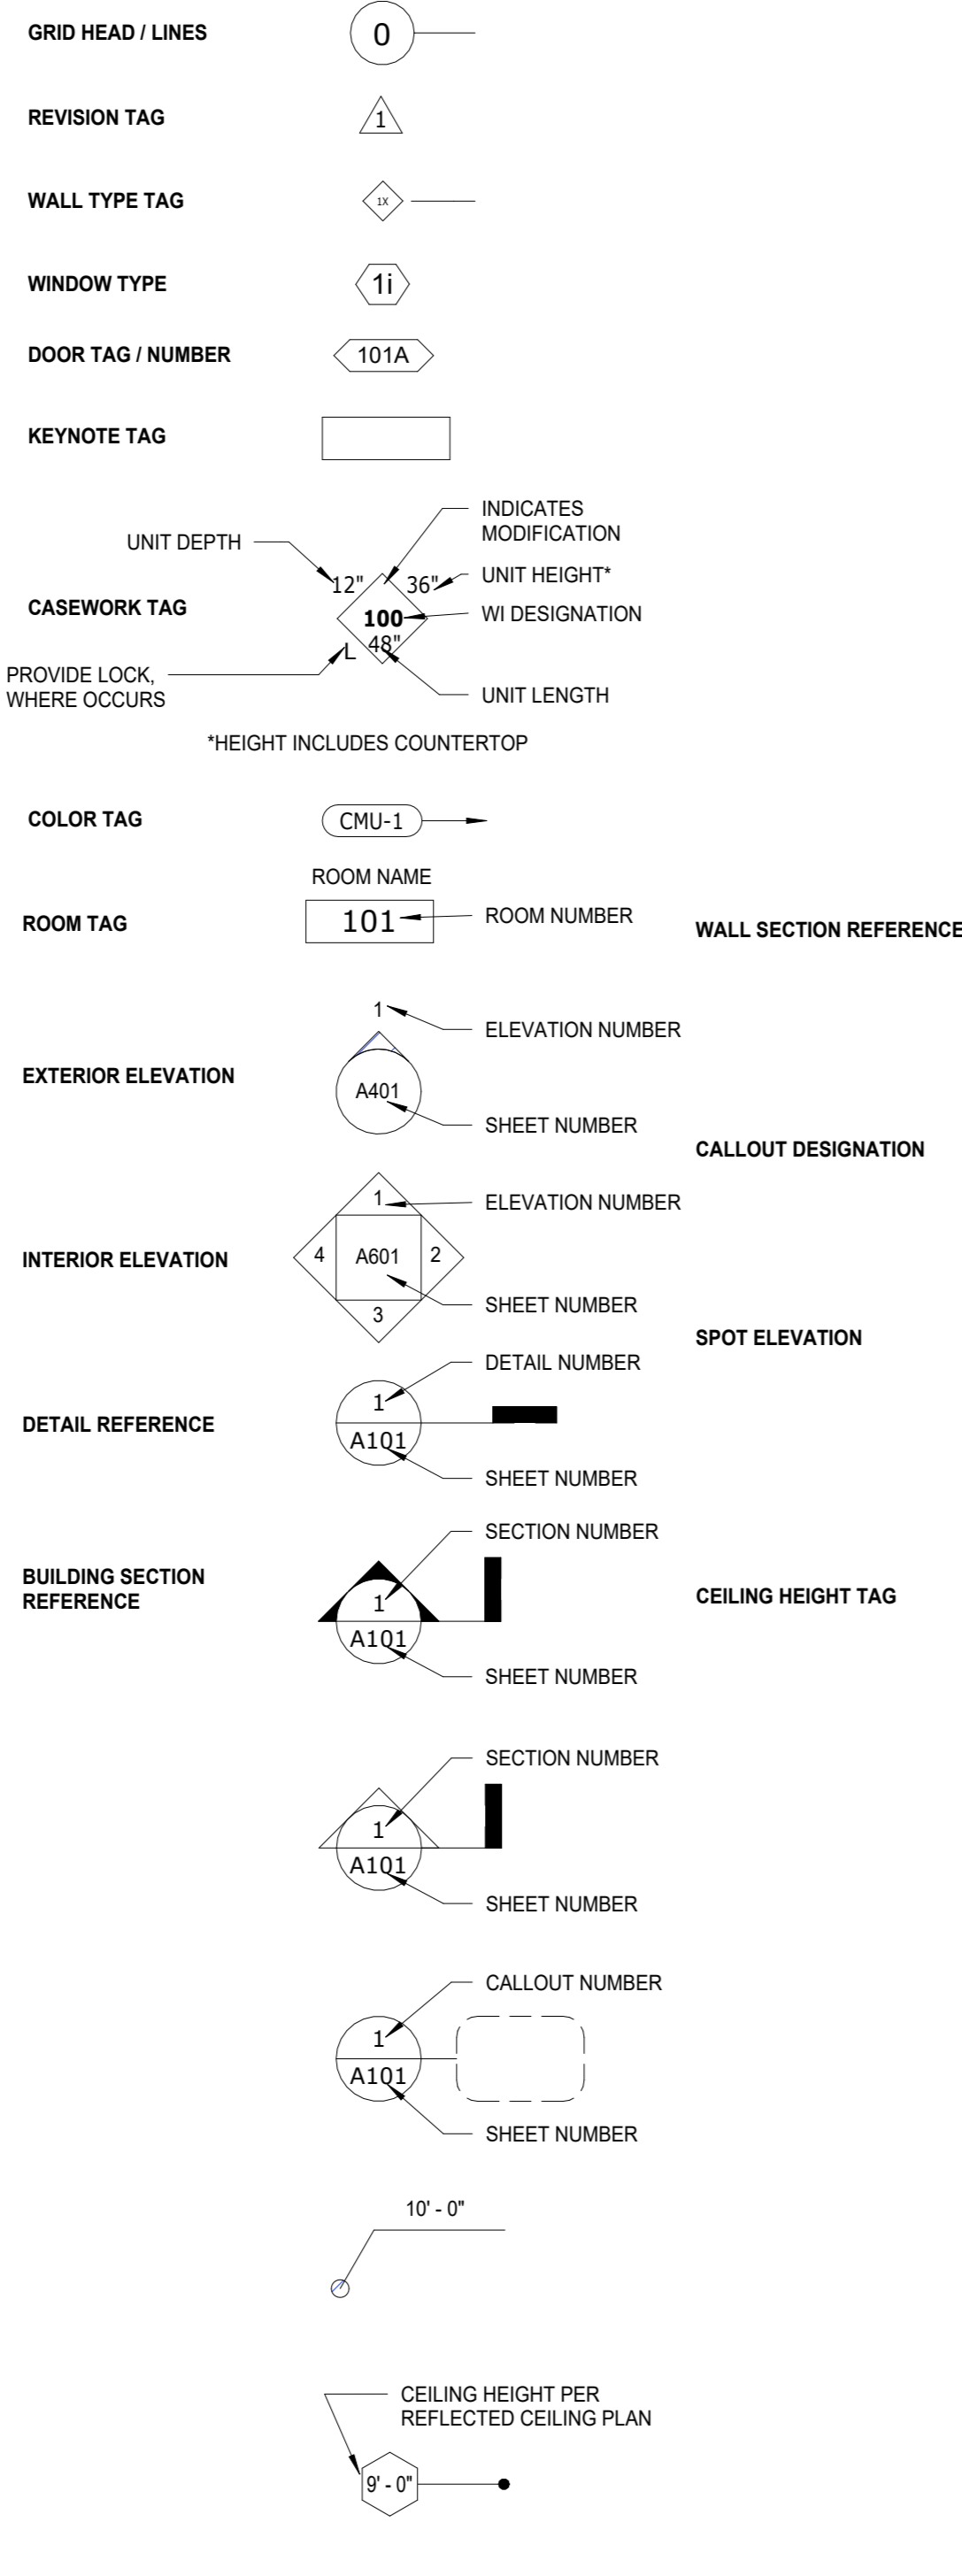 GRID HEAD / LINES
0
REVISION TAG
1
WALL TYPE TAG
1X
WINDOW TYPE
1i
DOOR TAG / NUMBER
101A
KEYNOTE TAG
INDICATES
MODIFICATION
UNIT DEPTH
12"
36"
UNIT HEIGHT*
CASEWORK TAG
100
WI DESIGNATION
48"
L
PROVIDE LOCK,
WHERE OCCURS
UNIT LENGTH
*HEIGHT INCLUDES COUNTERTOP
COLOR TAG
CMU-1
ROOM NAME
ROOM TAG
101
ROOM NUMBER
WALL SECTION REFERENCE
1
ELEVATION NUMBER
EXTERIOR ELEVATION
A401
SHEET NUMBER
CALLOUT DESIGNATION
1
ELEVATION NUMBER
INTERIOR ELEVATION
4
A601
2
SHEET NUMBER
3
SPOT ELEVATION
DETAIL NUMBER
1
DETAIL REFERENCE
A101
SHEET NUMBER
SECTION NUMBER
BUILDING SECTION
REFERENCE
1
CEILING HEIGHT TAG
A101
SHEET NUMBER
SECTION NUMBER
1
A101
SHEET NUMBER
CALLOUT NUMBER
1
A101
SHEET NUMBER
10' - 0"
CEILING HEIGHT PER
REFLECTED CEILING PLAN
9' - 0"